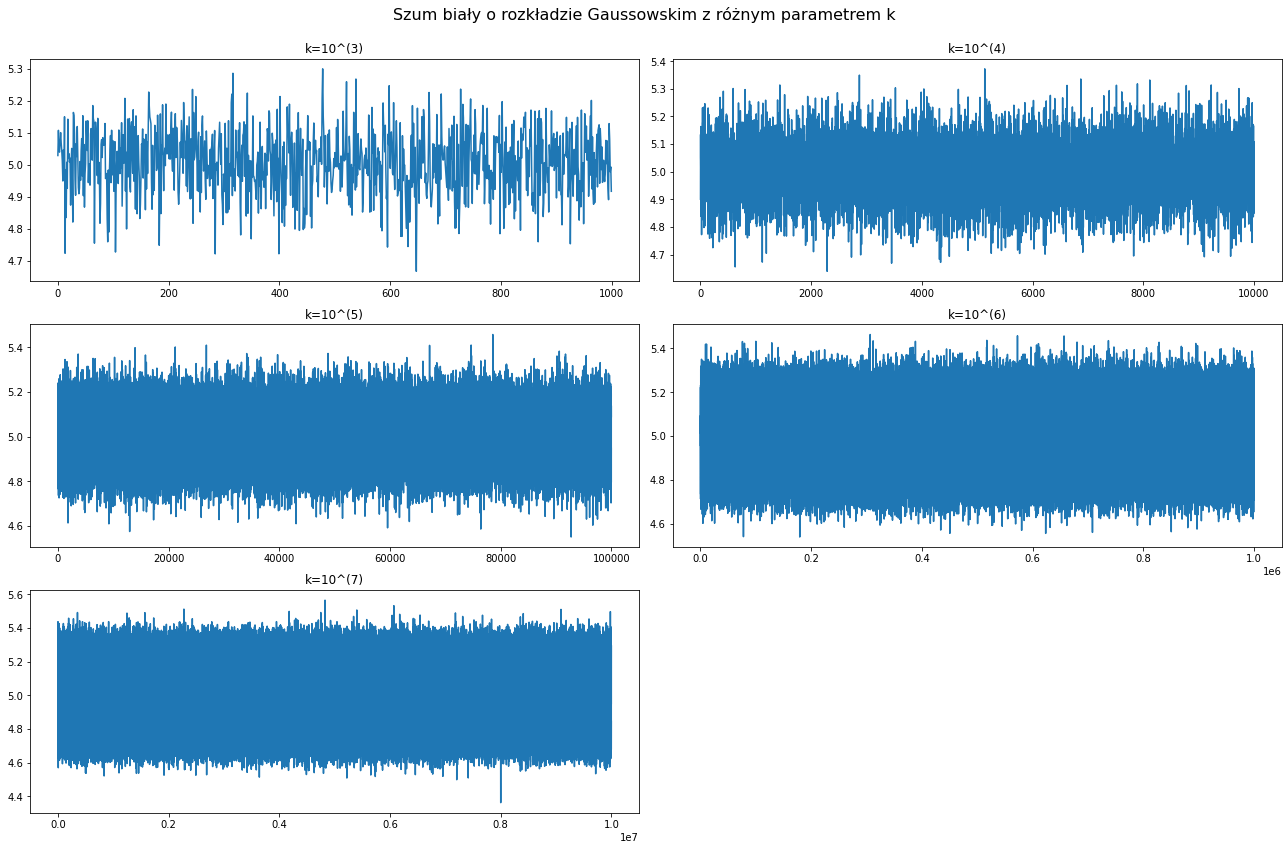 Szum biały o rozkładzie Gaussowskim z różnym parametrem k
k=10^(3)
5.3
5.2
5.1
5.0
4.9
4.8
4.7
0 200 400 600 800 1000
k=10^(4)
5.4
5.3
5.2
5.1
5.0
4.9
4.8
4.7
0 2000 4000 6000 8000 10000
k=10^(5)
5.4
5.2
5.0
4.8
4.6
0 20000 40000 60000 80000 100000
k=10^(6)
5.4
5.2
5.0
4.8
4.6
0.0 0.2 0.4 0.6 0.8 1.0
1e6
k=10^(7)
5.6
5.4
5.2
5.0
4.8
4.6
4.4
0.0 0.2 0.4 0.6 0.8 1.0
1e7